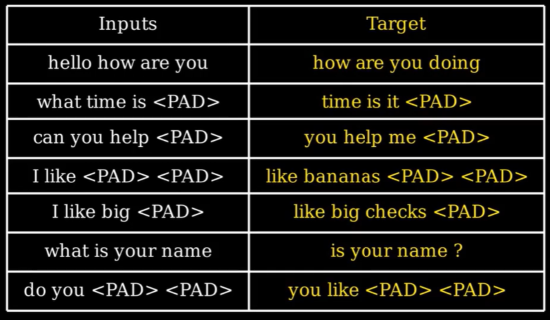 Inputs Target
hello how are you how are you doing
what time is <PAD> time is it <PAD>
can you help <PAD> you help me <PAD>
I like <PAD> <PAD> like bananas <PAD> <PAD>
I like big <PAD> like big checks <PAD>
what is your name is your name ?
do you <PAD> <PAD> you like <PAD> <PAD>